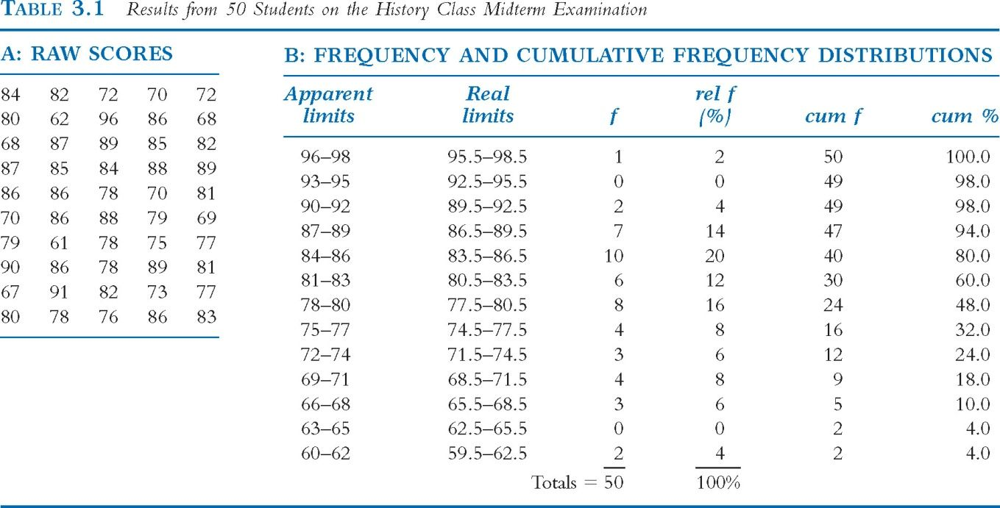 TABLE 3.1 Results from 50 Students on the History Class Midterm Examination
A: RAW SCORES
84 82 72 70 72
80 62 96 86 68
68 87 89 85 82
87 85 84 88 89
86 86 78 70 81
70 86 88 79 69
79 61 78 75 77
90 86 78 89 81
67 91 82 73 77
80 78 76 86 83
B: FREQUENCY AND CUMULATIVE FREQUENCY DISTRIBUTIONS
Apparent Real rel f
limits limits f (%) cum f cum %
96–98 95.5–98.5 1 2 50 100.0
93–95 92.5–95.5 0 0 49 98.0
90–92 89.5–92.5 2 4 49 98.0
87–89 86.5–89.5 7 14 47 94.0
84–86 83.5–86.5 10 20 40 80.0
81–83 80.5–83.5 6 12 30 60.0
78–80 77.5–80.5 8 16 24 48.0
75–77 74.5–77.5 4 8 16 32.0
72–74 71.5–74.5 3 6 12 24.0
69–71 68.5–71.5 4 8 9 18.0
66–68 65.5–68.5 3 6 5 10.0
63–65 62.5–65.5 0 0 2 4.0
60–62 59.5–62.5 2 4 2 4.0
Totals = 50 100%